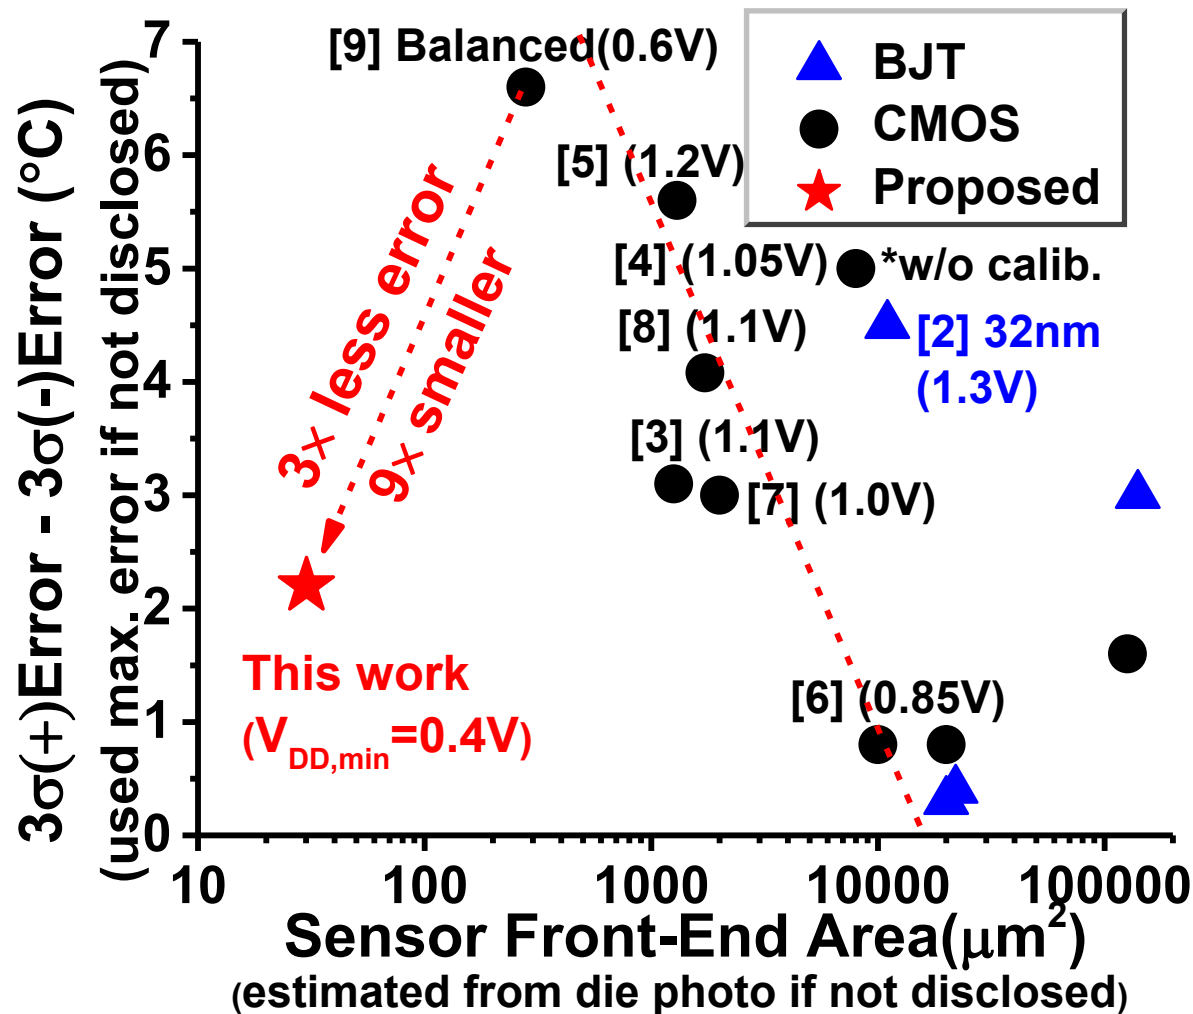 3σ(+)Error - 3σ(-)Error (°C)
(used max. error if not disclosed)
7
6
5
4
3
2
1
0
[9] Balanced(0.6V)
BJT
CMOS
Proposed
[5] (1.2V)
[4] (1.05V)
*w/o calib.
[8] (1.1V)
[2] 32nm
(1.3V)
3× less error
9× smaller
[3] (1.1V)
[7] (1.0V)
This work
(V_DD,min=0.4V)
[6] (0.85V)
10
100
1000
10000
100000
Sensor Front-End Area(μm²)
(estimated from die photo if not disclosed)